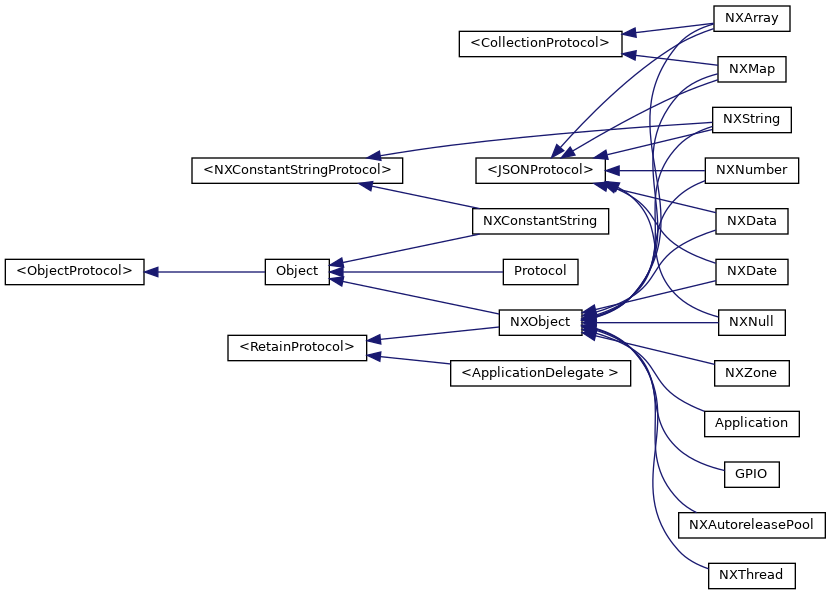 NXArray
<CollectionProtocol>
NXMap
NXString
<NXConstantStringProtocol>
<JSONProtocol>
NXNumber
NXConstantString
NXData
<ObjectProtocol>
Object
Protocol
NXDate
NXObject
NXNull
<RetainProtocol>
<ApplicationDelegate >
NXZone
Application
GPIO
NXAutoreleasePool
NXThread